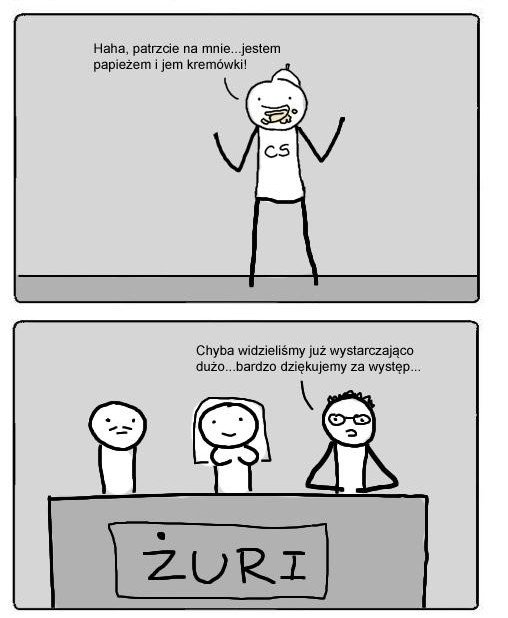 Haha, patrzcie na mnie...jestem
papieżem i jem kremówki!
CS
Chyba widzieliśmy już wystarczająco
dużo...bardzo dziękujemy za występ...
ŻURI